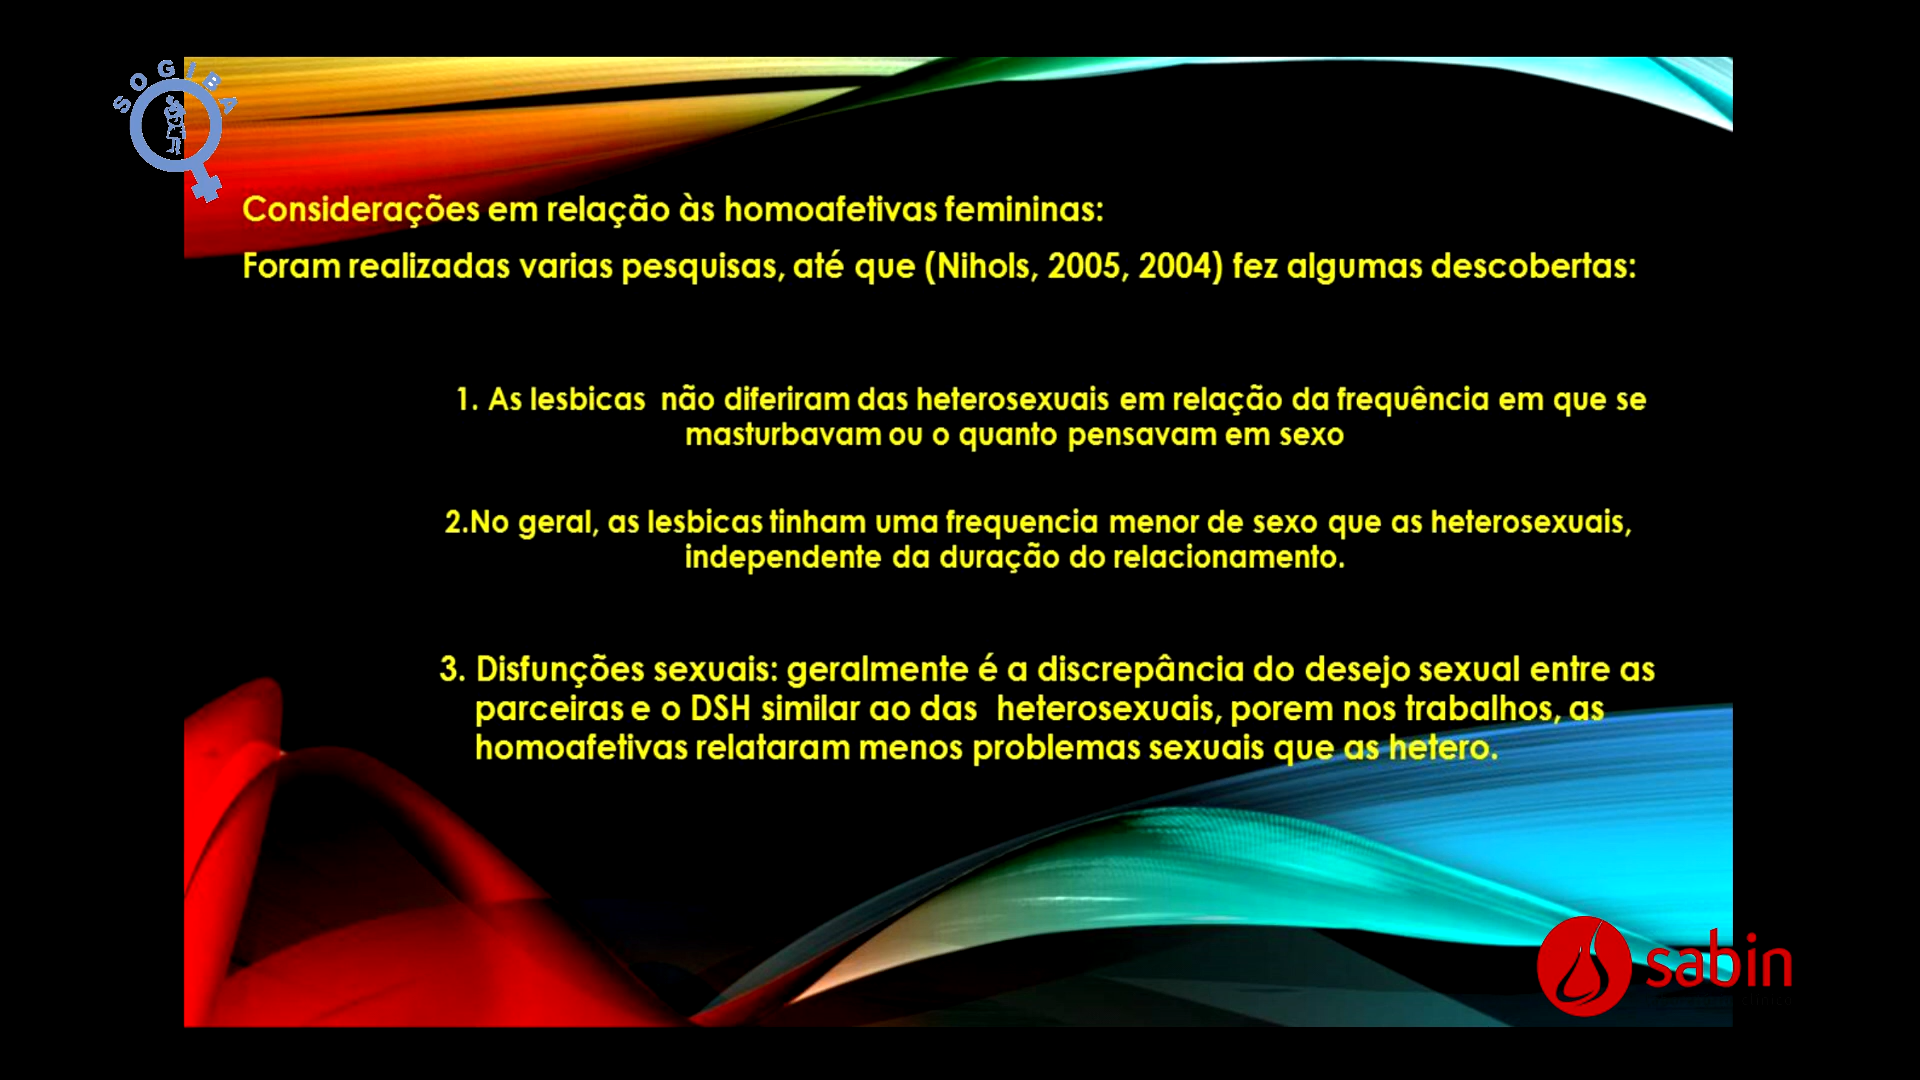 SOGIBA
Considerações em relação às homoafetivas femininas:
Foram realizadas varias pesquisas, até que (Nihols, 2005, 2004) fez algumas descobertas:
1. As lesbicas não diferiram das heterosexuais em relação da frequência em que se
masturbavam ou o quanto pensavam em sexo
2.No geral, as lesbicas tinham uma frequencia menor de sexo que as heterosexuais,
independente da duração do relacionamento.
3. Disfunções sexuais: geralmente é a discrepância do desejo sexual entre as
parceiras e o DSH similar ao das heterosexuais, porem nos trabalhos, as
homoafetivas relataram menos problemas sexuais que as hetero.
sabin